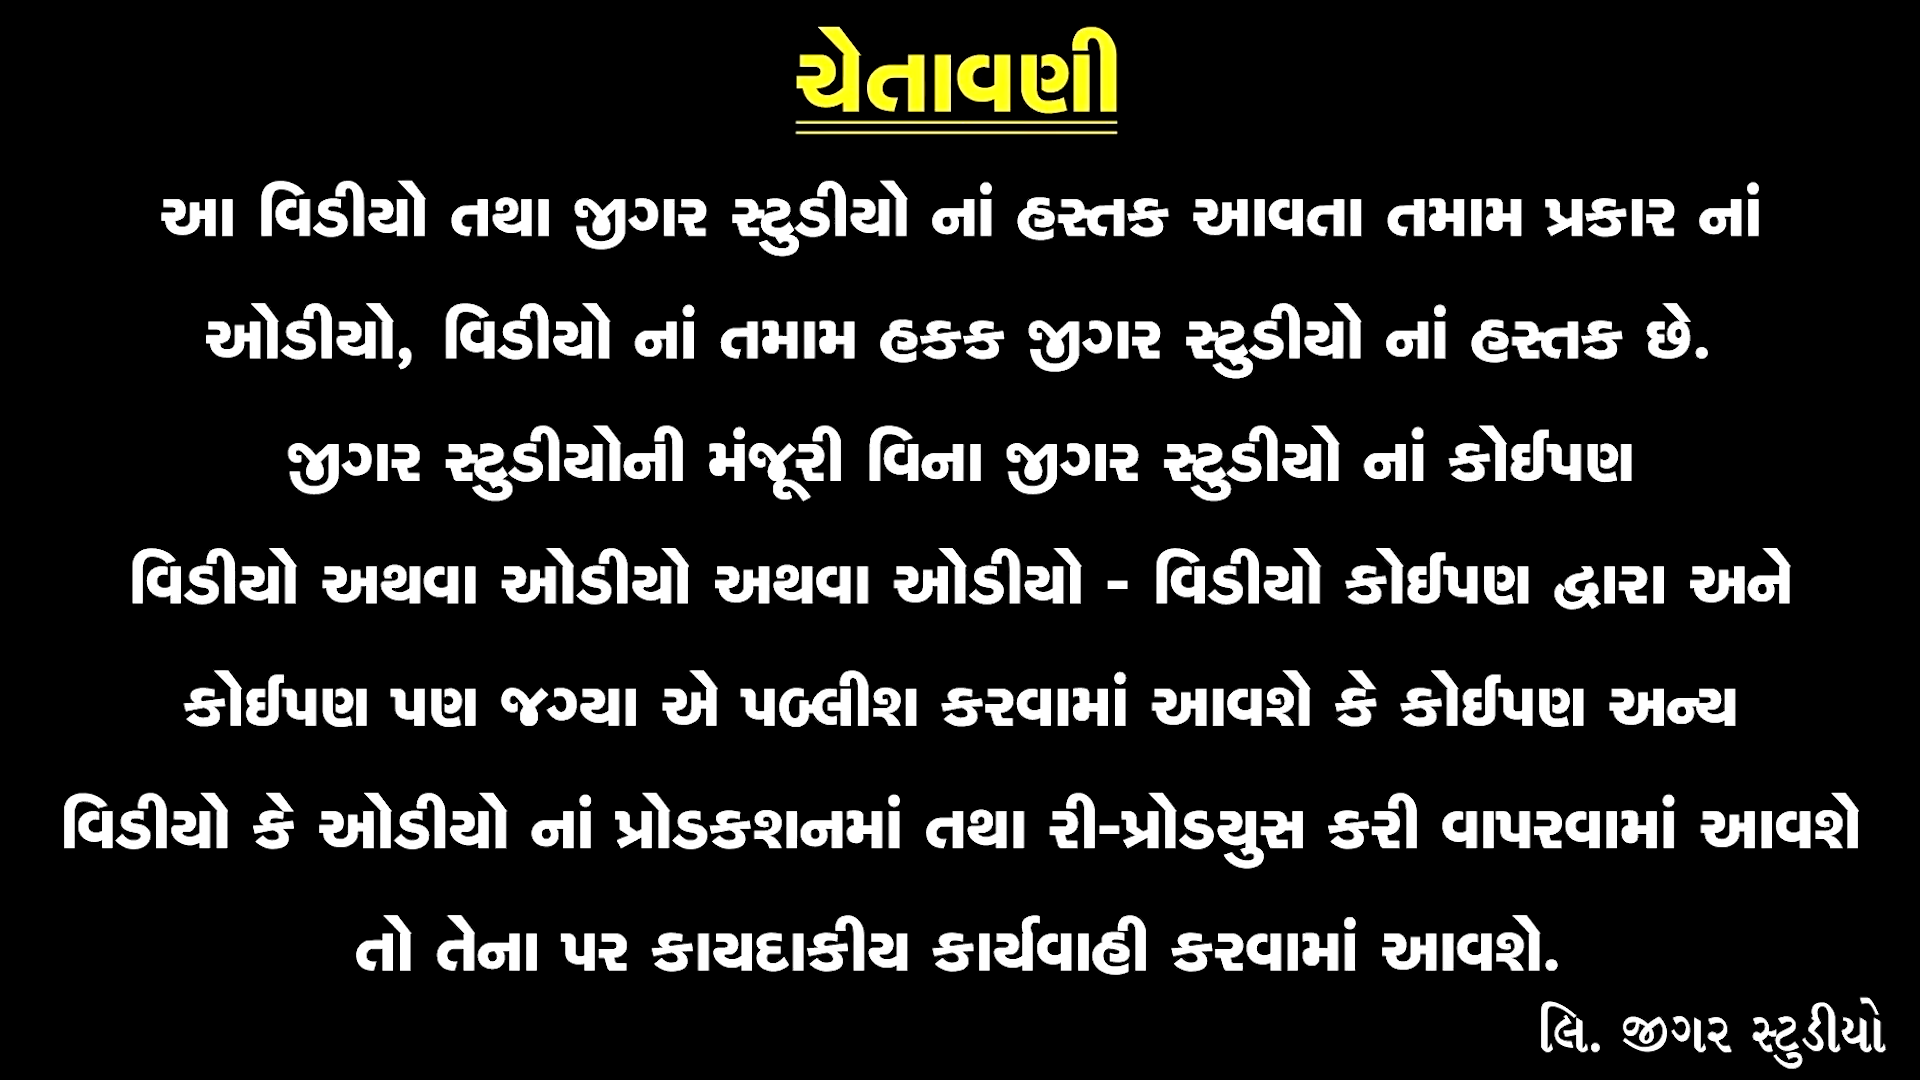 ચેતાવણી
આ વિડીયો તથા જીગર સ્ટુડીયો નાં હસ્તક આવતા તમામ પ્રકાર નાં
ઓડીયો, વિડીયો નાં તમામ હકક જીગર સ્ટુડીયો નાં હસ્તક છે.
જીગર સ્ટુડીયોની મંજૂરી વિના જીગર સ્ટુડીયો નાં કોઈપણ
વિડીયો અથવા ઓડીયો અથવા ઓડીયો - વિડીયો કોઈપણ દ્વારા અને
કોઈપણ પણ જગ્યા એ પબ્લીશ કરવામાં આવશે કે કોઈપણ અન્ય
વિડીયો કે ઓડીયો નાં પ્રોડકશનમાં તથા રી-પ્રોડયુસ કરી વાપરવામાં આવશે
તો તેના પર કાયદાકીય કાર્યવાહી કરવામાં આવશે.
લિ. જીગર સ્ટુડીયો